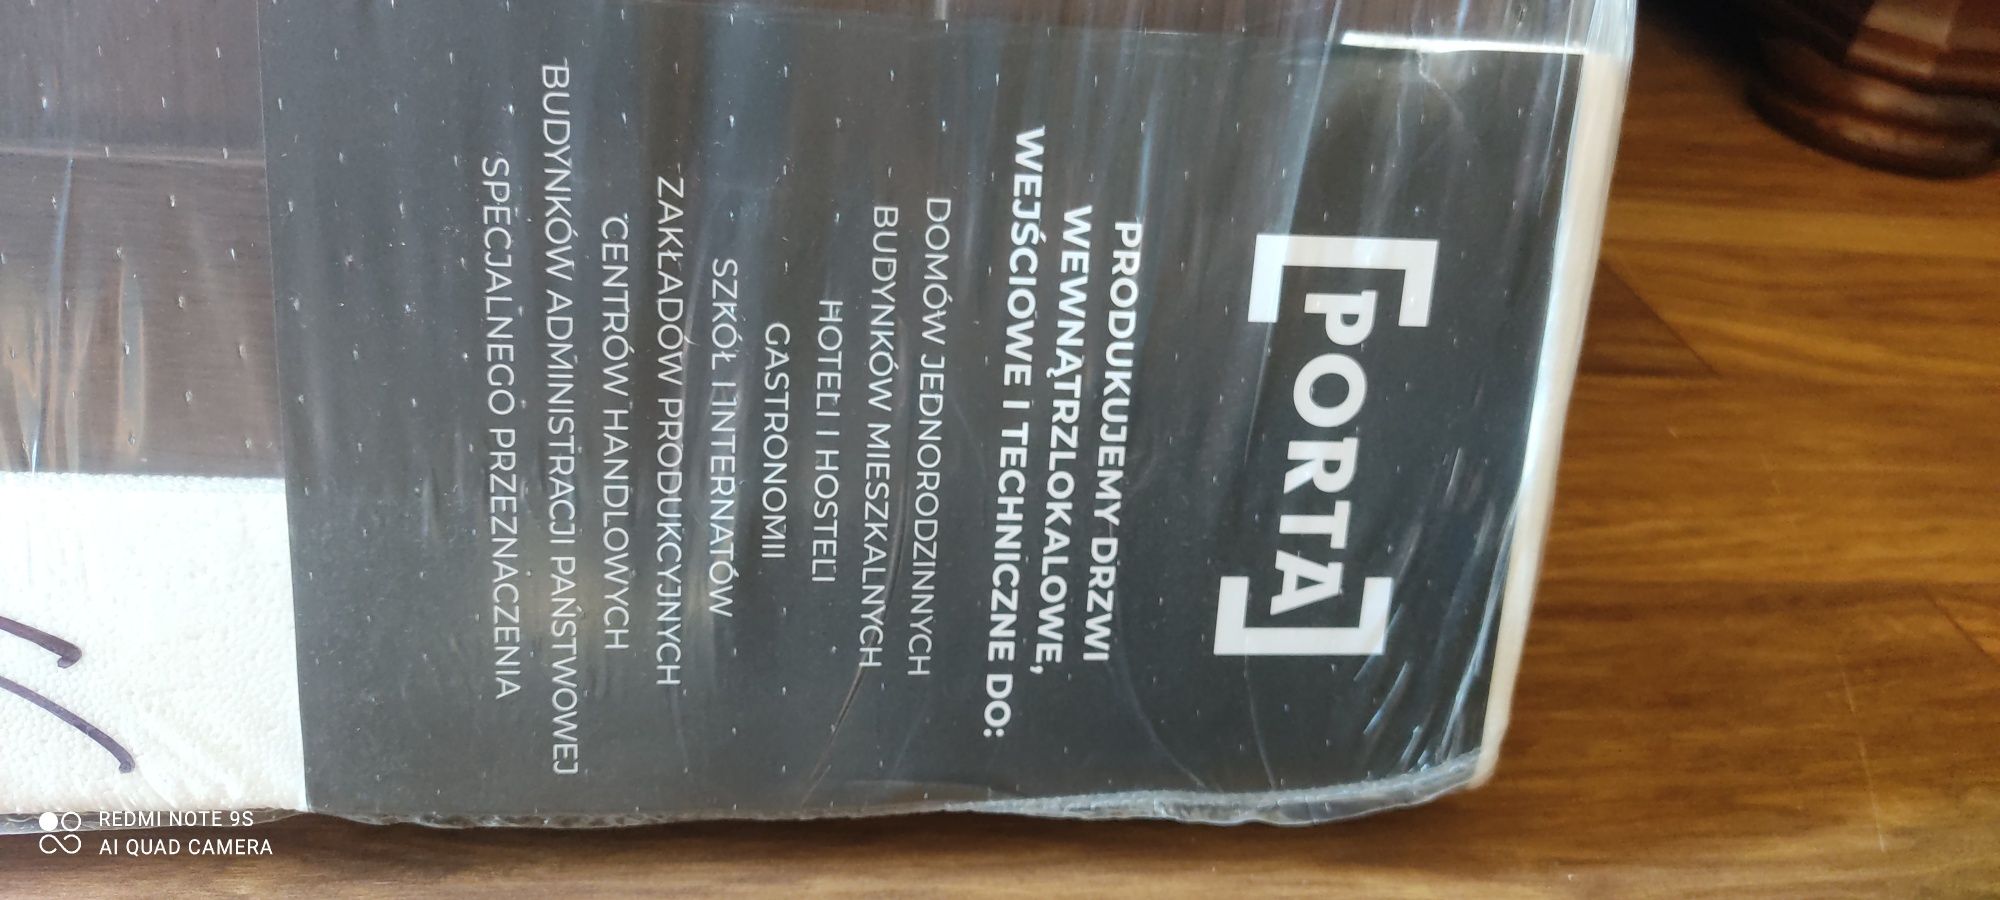 PORTA
PRODUKUJEMY DRZWI
WEWNĄTRZLOKALOWE,
WEJŚCIOWE I TECHNICZNE DO:
DOMÓW JEDNORODZINNYCH
BUDYNKÓW MIESZKALNYCH
HOTELI I HOSTELI
GASTRONOMII
SZKÓŁ I INTERNATÓW
ZAKŁADÓW PRODUKCYJNYCH
CENTRÓW HANDLOWYCH
BUDYNKÓW ADMINISTRACJI PAŃSTWOWEJ
SPECJALNEGO PRZEZNACZENIA
REDMI NOTE 9S
AI QUAD CAMERA